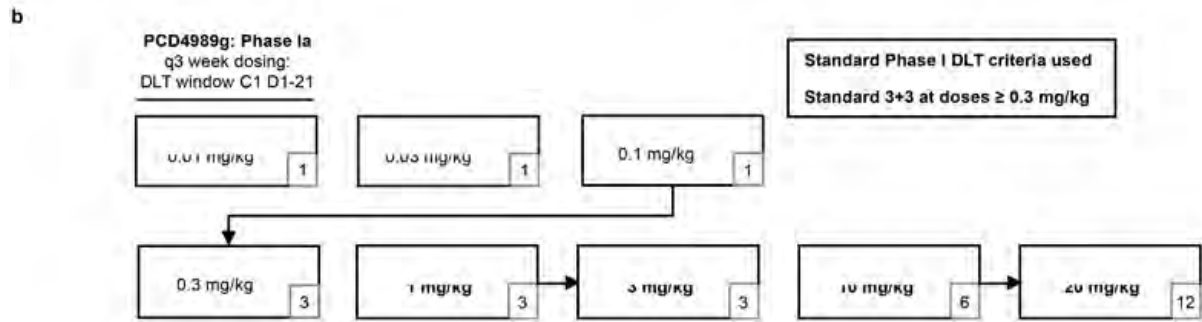 b
PCD4989g: Phase Ia
q3 week dosing:
DLT window C1 D1-21
Standard Phase I DLT criteria used
Standard 3+3 at doses ≥ 0.3 mg/kg
0.01 mg/kg
1
0.03 mg/kg
1
0.1 mg/kg
1
0.3 mg/kg
3
1 mg/kg
3
3 mg/kg
3
10 mg/kg
6
20 mg/kg
12